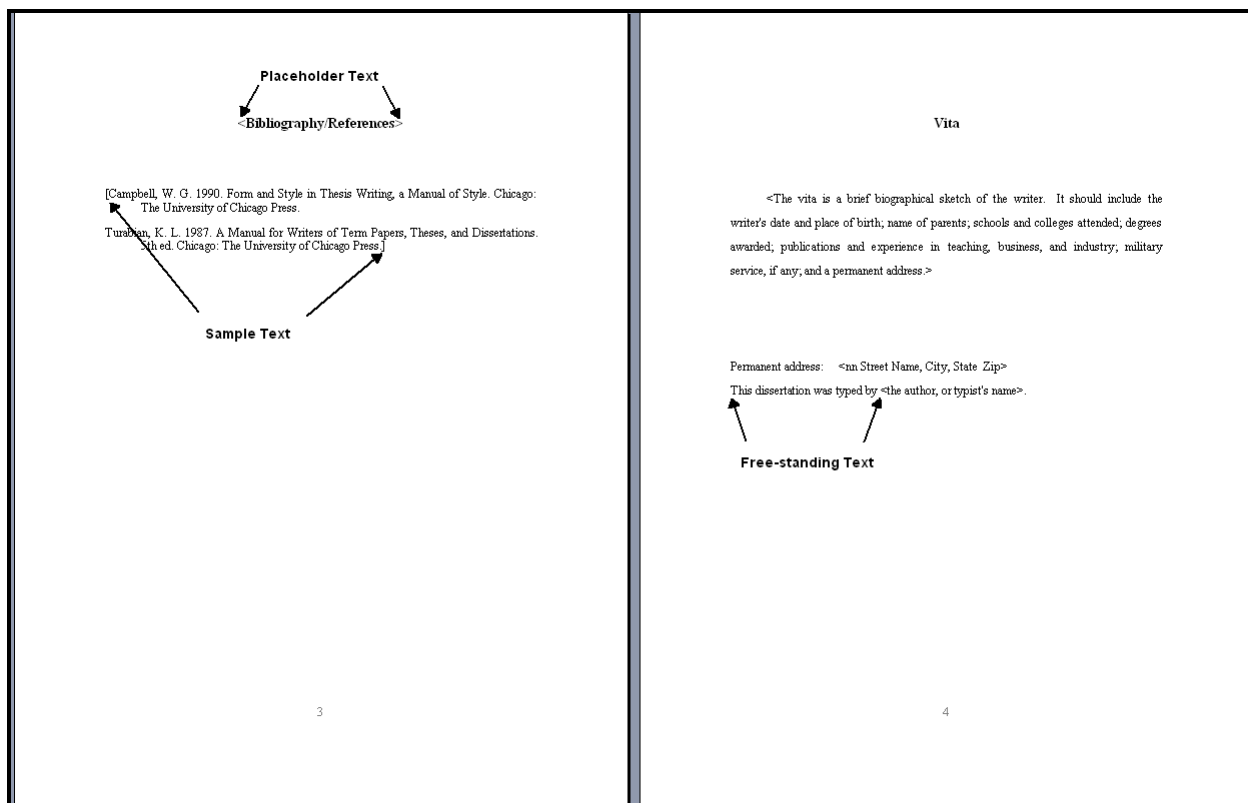 Placeholder Text
<Bibliography/References>
[Campbell, W. G. 1990. Form and Style in Thesis Writing, a Manual of Style. Chicago:
The University of Chicago Press.
Turabian, K. L. 1987. A Manual for Writers of Term Papers, Theses, and Dissertations.
5th ed. Chicago: The University of Chicago Press.]
Sample Text
3
Vita
<The vita is a brief biographical sketch of the writer. It should include the
writer's date and place of birth; name of parents; schools and colleges attended; degrees
awarded; publications and experience in teaching, business, and industry; military
service, if any; and a permanent address.>
Permanent address: <nn Street Name, City, State Zip>
This dissertation was typed by <the author, or typist's name>.
Free-standing Text
4